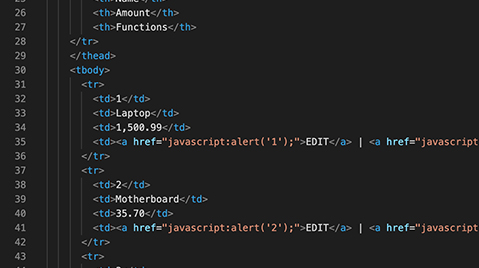 25 <th>Name</th>
26 <th>Amount</th>
27 <th>Functions</th>
28 </tr>
29 </thead>
30 <tbody>
31 <tr>
32 <td>1</td>
33 <td>Laptop</td>
34 <td>1,500.99</td>
35 <td><a href="javascript:alert('1');">EDIT</a> | <a href="javascript
36 </tr>
37 <tr>
38 <td>2</td>
39 <td>Motherboard</td>
40 <td>35.70</td>
41 <td><a href="javascript:alert('2');">EDIT</a> | <a href="javascript
42 </tr>
43 <tr>